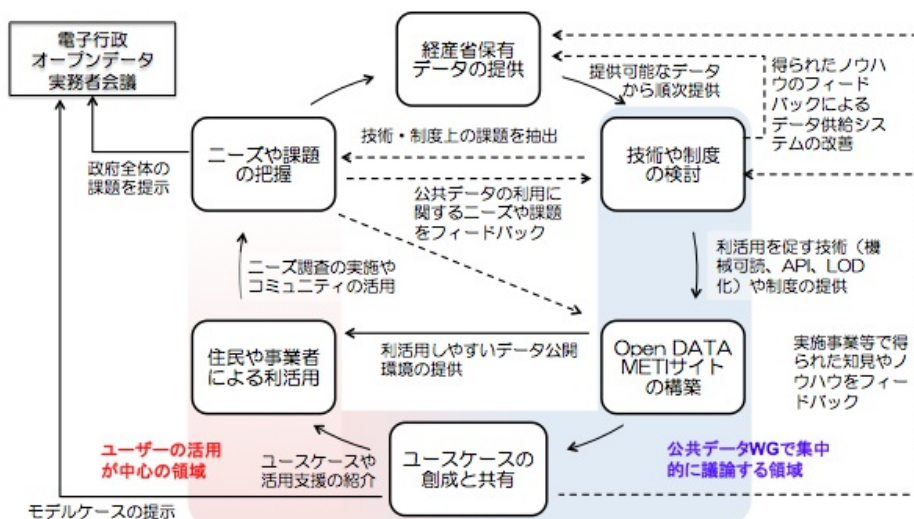 電子行政
オープンデータ
実務者会議
経産省保有
データの提供
提供可能なデータ
から順次提供
得られたノウハ
ウのフィード
バックによる
データ供給シス
テムの改善
政府全体の
課題を提示
ニーズや課題
の把握
技術・制度上の課題を抽出
公共データの利用に
関するニーズや課題
をフィードバック
技術や制度
の検討
ニーズ調査の実施や
コミュニティの活用
利活用を促す技術（機
械可読、API、LOD
化）や制度の提供
住民や事業者
による利活用
利活用しやすいデータ公開
環境の提供
Open DATA
METIサイト
の構築
実施事業等で得
られた知見やノ
ウハウをフィー
ドバック
ユーザーの活用
が中心の領域
ユースケースや
活用支援の紹介
ユースケースの
創成と共有
公共データWGで集中
的に議論する領域
モデルケースの提示